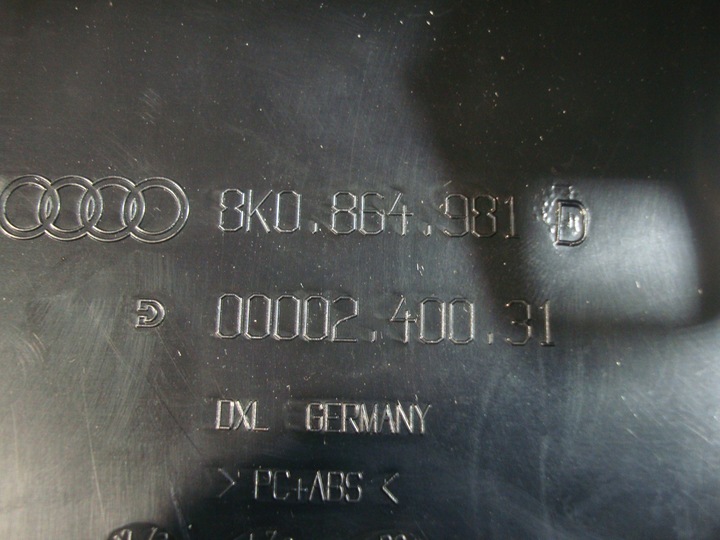 8K0.864.981 D
00002.400.31
DXL GERMANY
> PC+ABS <